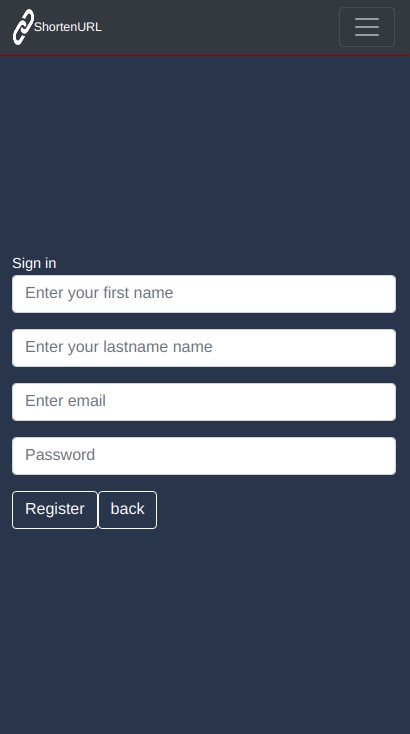 ShortenURL
Sign in
Enter your first name
Enter your lastname name
Enter email
Password
Register back